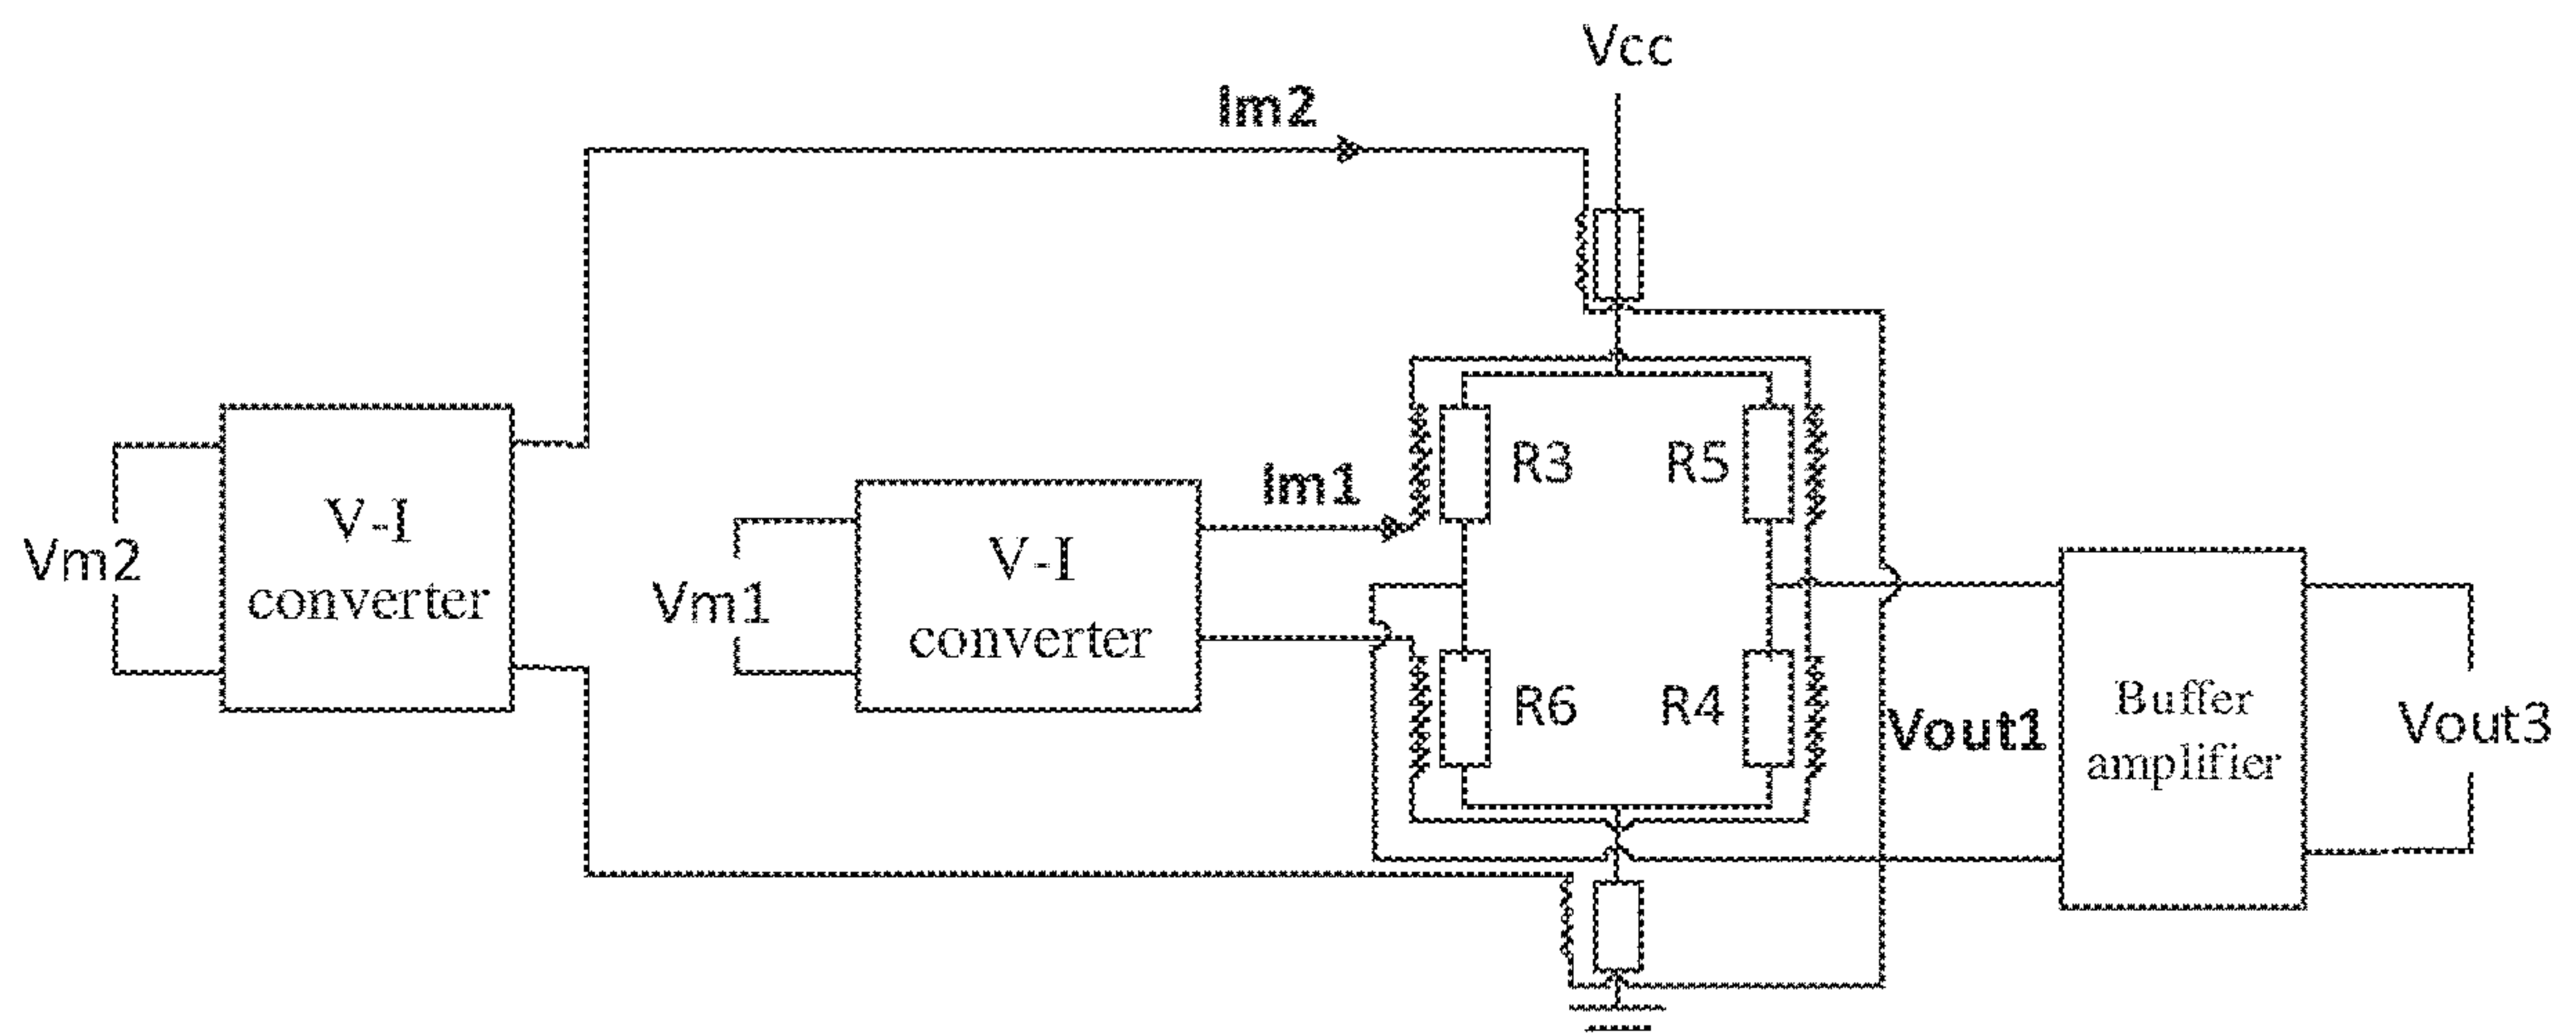 Vcc
Im2
Vm2
V-I
converter
Vm1
V-I
converter
Im1
R3
R5
R6
R4
Vout1
Buffer
amplifier
Vout3